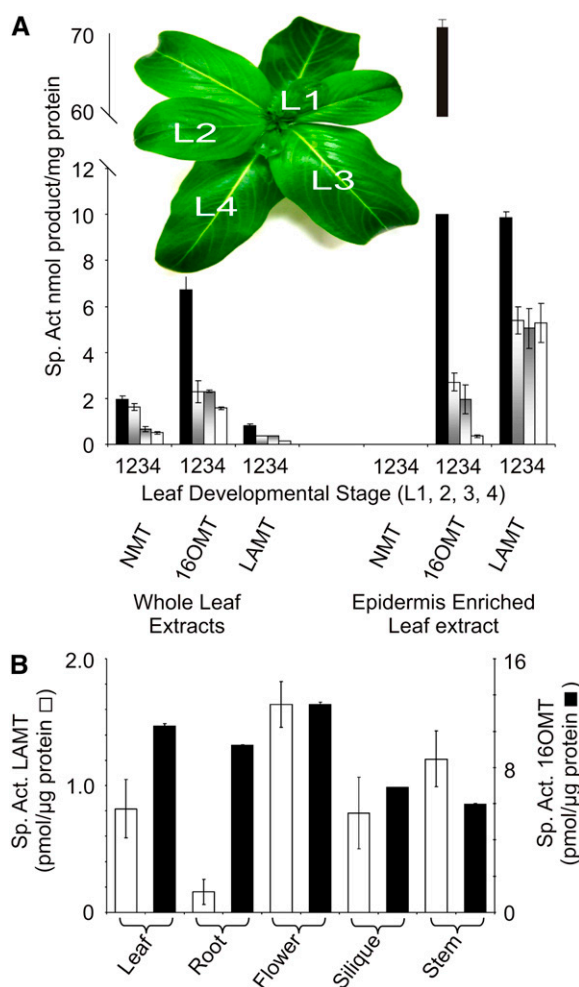 A
70
60
12
10
8
6
4
2
0
Sp. Act nmol product/mg protein
L1
L2
L3
L4
1234 1234 1234 1234 1234 1234
Leaf Developmental Stage (L1, 2, 3, 4)
NMT 16OMT LAMT NMT 16OMT LAMT
Whole Leaf Extracts
Epidermis Enriched Leaf extract
B
2.0
1.0
0
Sp. Act. LAMT
(pmol/µg protein □)
16
8
0
Sp. Act. 16OMT
(pmol/µg protein ■)
Leaf Root Flower Silique Stem